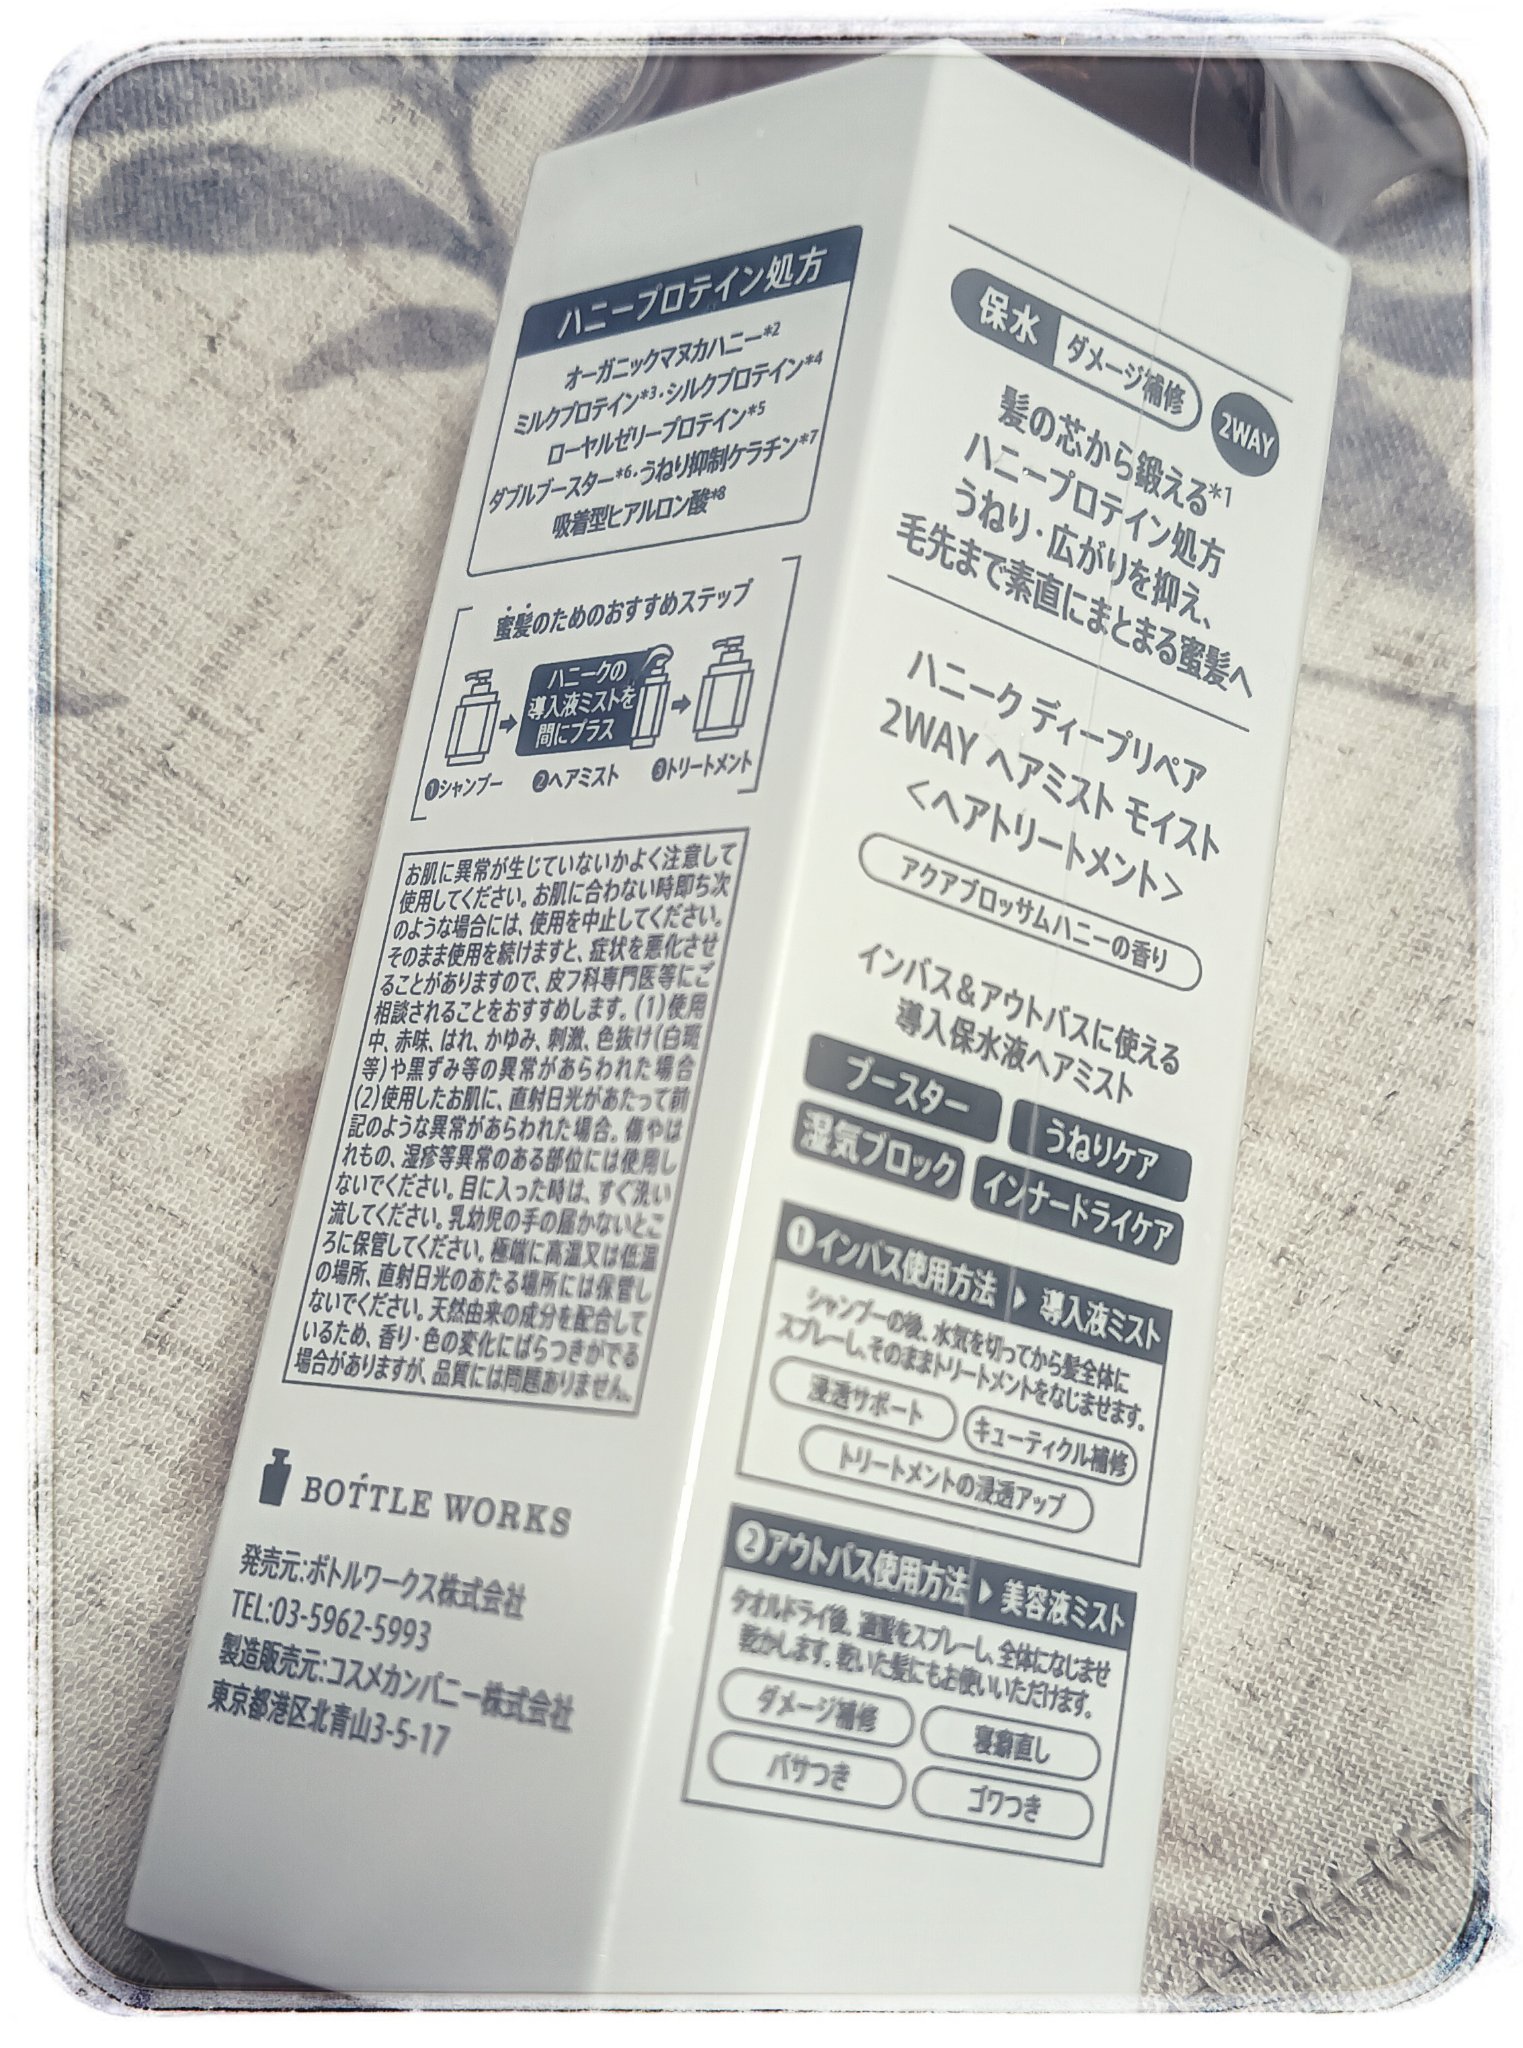 ハニープロテイン処方
オーガニックマヌカハニー*2
ミルクプロテイン*3・シルクプロテイン*4
ローヤルゼリープロテイン*5
ダブルブースター*6・うねり抑制ケラチン*7
吸着型ヒアルロン酸*8
蜜髪のためのおすすめステップ
ハニークの
導入液ミストを
間にプラス
❶シャンプー ❷ヘアミスト ❸トリートメント
お肌に異常が生じていないかよく注意して
使用してください。お肌に合わない時即ち次
のような場合には、使用を中止してください。
そのまま使用を続けますと、症状を悪化させ
ることがありますので、皮フ科専門医等にご
相談されることをおすすめします。(1)使用
中、赤味、はれ、かゆみ、刺激、色抜け(白斑
等)や黒ずみ等の異常があらわれた場合
(2)使用したお肌に、直射日光があたって前
記のような異常があらわれた場合。傷やは
れもの、湿疹等異常のある部位には使用し
ないでください。目に入った時は、すぐ洗い
流してください。乳幼児の手の届かないとこ
ろに保管してください。極端に高温又は低温
の場所、直射日光のあたる場所には保管し
ないでください。天然由来の成分を配合して
いるため、香り・色の変化にばらつきがでる
場合がありますが、品質には問題ありません。
BOTTLE WORKS
発売元:ボトルワークス株式会社
TEL:03-5962-5993
製造販売元:コスメカンパニー株式会社
東京都港区北青山3-5-17
保水 ダメージ補修 2WAY
髪の芯から鍛える*1
ハニープロテイン処方
うねり・広がりを抑え、
毛先まで素直にまとまる蜜髪へ
ハニーク ディープリペア
2WAY ヘアミスト モイスト
<ヘアトリートメント>
アクアブロッサムハニーの香り
インバス&アウトバスに使える
導入保水液ヘアミスト
ブースター うねりケア
湿気ブロック インナードライケア
❶インバス使用方法 ▶ 導入液ミスト
シャンプーの後、水気を切ってから髪全体に
スプレーし、そのままトリートメントをなじませます。
浸透サポート キューティクル補修
トリートメントの浸透アップ
❷アウトバス使用方法 ▶ 美容液ミスト
タオルドライ後、適量をスプレーし、全体になじませ
乾かします。乾いた髪にもお使いいただけます。
ダメージ補修 寝癖直し
パサつき ゴワつき